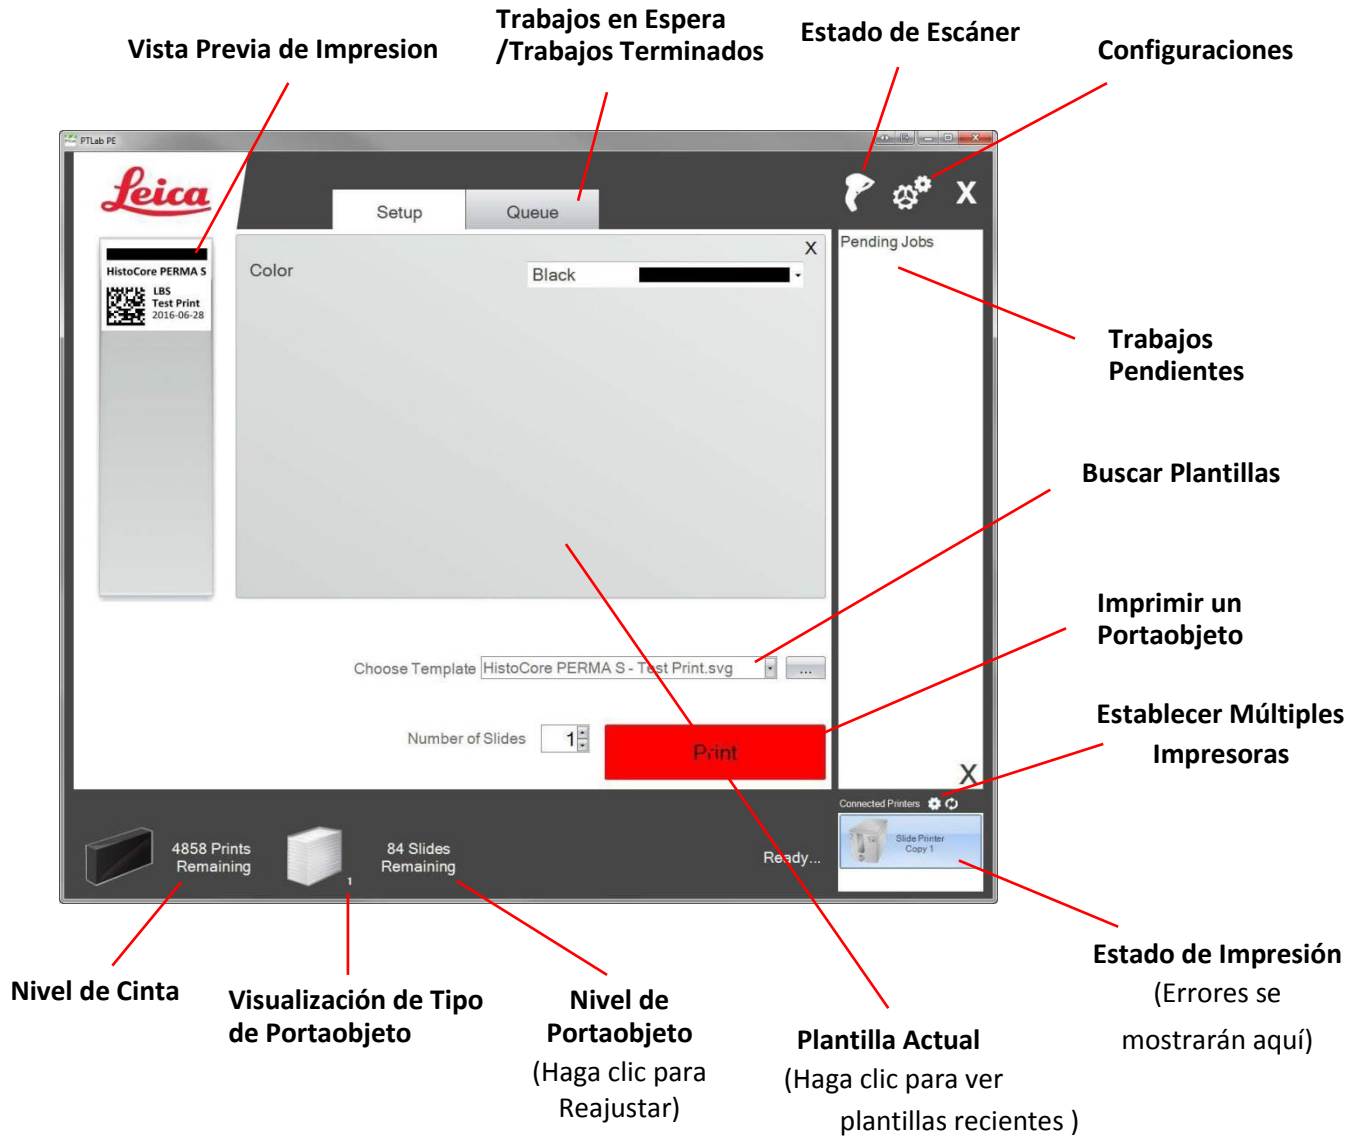 Vista Previa de Impresion
Trabajos en Espera
/Trabajos Terminados
Estado de Escáner
Configuraciones
PTLab PE
Leica
Setup
Queue
X
HistoCore PERMA S
LBS
Test Print
2016-06-28
Color
Black
X
Pending Jobs
Trabajos
Pendientes
Buscar Plantillas
Imprimir un
Portaobjeto
Choose Template HistoCore PERMA S - Test Print.svg ...
Number of Slides 1
Print
Establecer Múltiples
Impresoras
X
Connected Printers
Slide Printer
Copy 1
4858 Prints
Remaining
1
84 Slides
Remaining
Ready...
Nivel de Cinta
Visualización de Tipo
de Portaobjeto
Nivel de
Portaobjeto
(Haga clic para
Reajustar)
Plantilla Actual
(Haga clic para ver
plantillas recientes )
Estado de Impresión
(Errores se
mostrarán aquí)